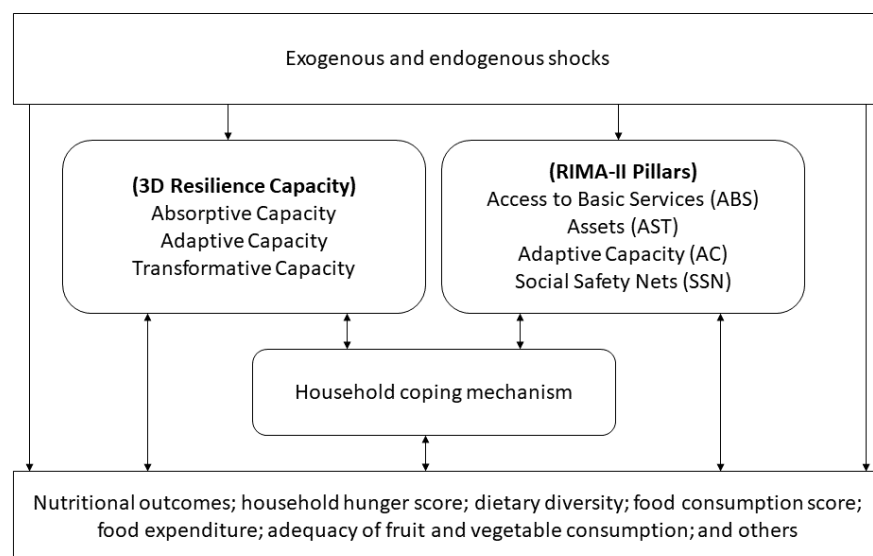 Exogenous and endogenous shocks
(3D Resilience Capacity)
Absorptive Capacity
Adaptive Capacity
Transformative Capacity
(RIMA-II Pillars)
Access to Basic Services (ABS)
Assets (AST)
Adaptive Capacity (AC)
Social Safety Nets (SSN)
Household coping mechanism
Nutritional outcomes; household hunger score; dietary diversity; food consumption score;
food expenditure; adequacy of fruit and vegetable consumption; and others